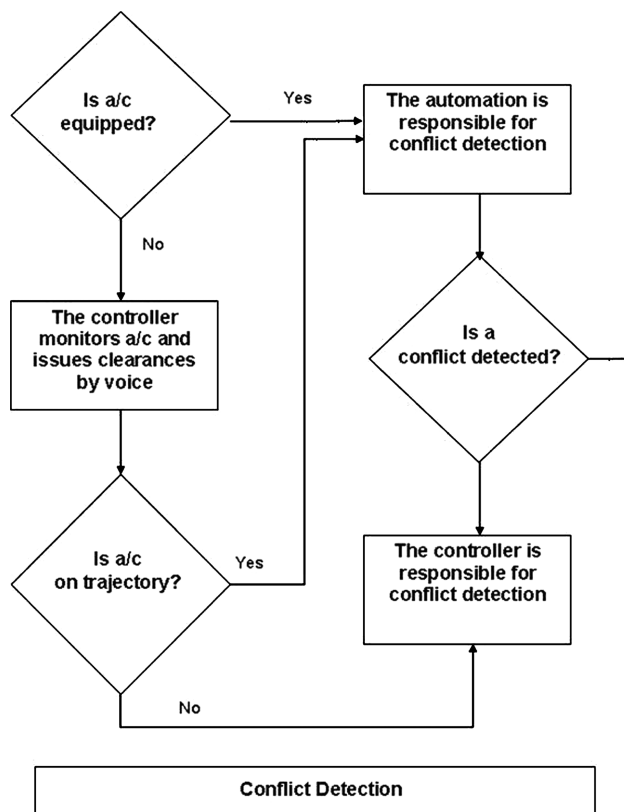 Is a/c
equipped?
Yes
The automation is
responsible for
conflict detection
No
The controller
monitors a/c and
issues clearances
by voice
Is a
conflict detected?
Is a/c
on trajectory?
Yes
The controller is
responsible for
conflict detection
No
Conflict Detection